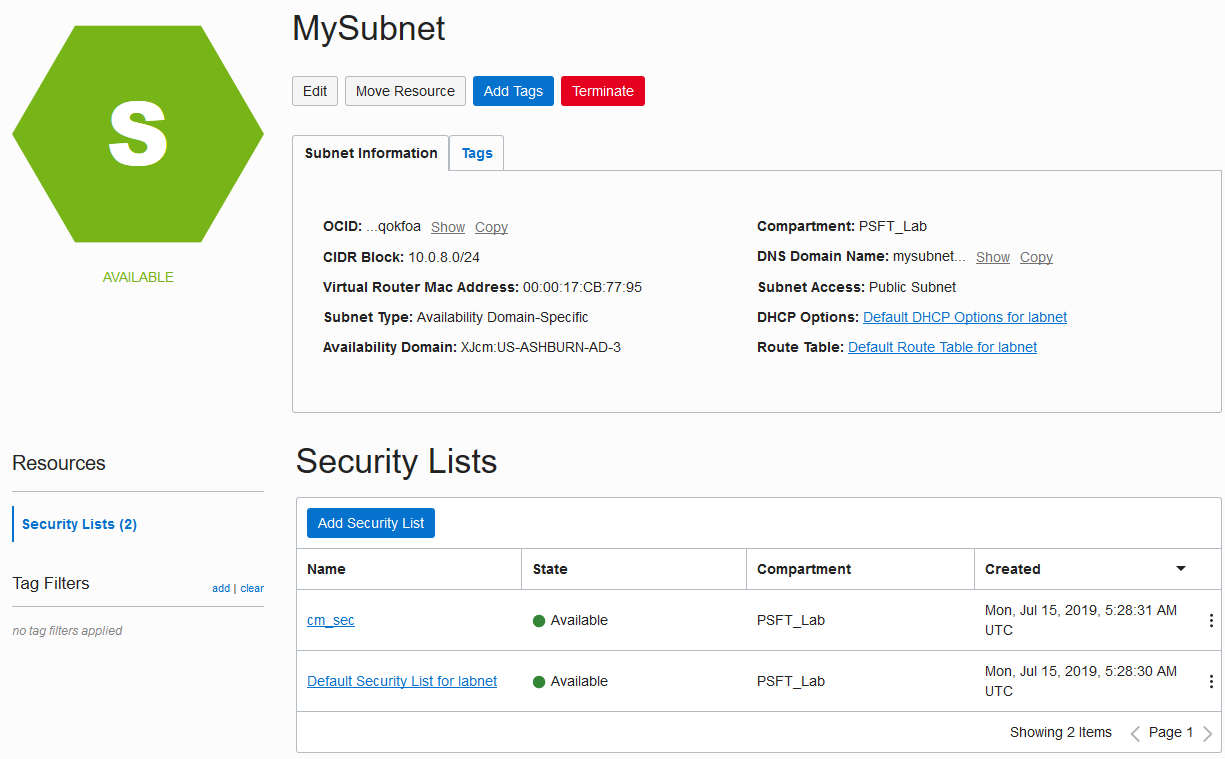 S
AVAILABLE
MySubnet
Edit
Move Resource
Add Tags
Terminate
Subnet Information
Tags
OCID: ...qokfoa Show Copy
CIDR Block: 10.0.8.0/24
Virtual Router Mac Address: 00:00:17:CB:77:95
Subnet Type: Availability Domain-Specific
Availability Domain: XJcm:US-ASHBURN-AD-3
Compartment: PSFT_Lab
DNS Domain Name: mysubnet... Show Copy
Subnet Access: Public Subnet
DHCP Options: Default DHCP Options for labnet
Route Table: Default Route Table for labnet
Resources
Security Lists (2)
Tag Filters add | clear
no tag filters applied
Security Lists
Add Security List
Name State Compartment Created
cm_sec Available PSFT_Lab Mon, Jul 15, 2019, 5:28:31 AM
UTC
Default Security List for labnet Available PSFT_Lab Mon, Jul 15, 2019, 5:28:30 AM
UTC
Showing 2 Items Page 1